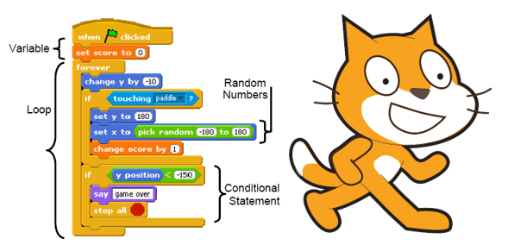 when clicked
Variable
set score to 0
forever
change y by -10
Random
Numbers
if touching paddle ?
Loop
set y to 180
set x to pick random -180 to 180
change score by 1
if y position < -150
say game over
Conditional
Statement
stop all